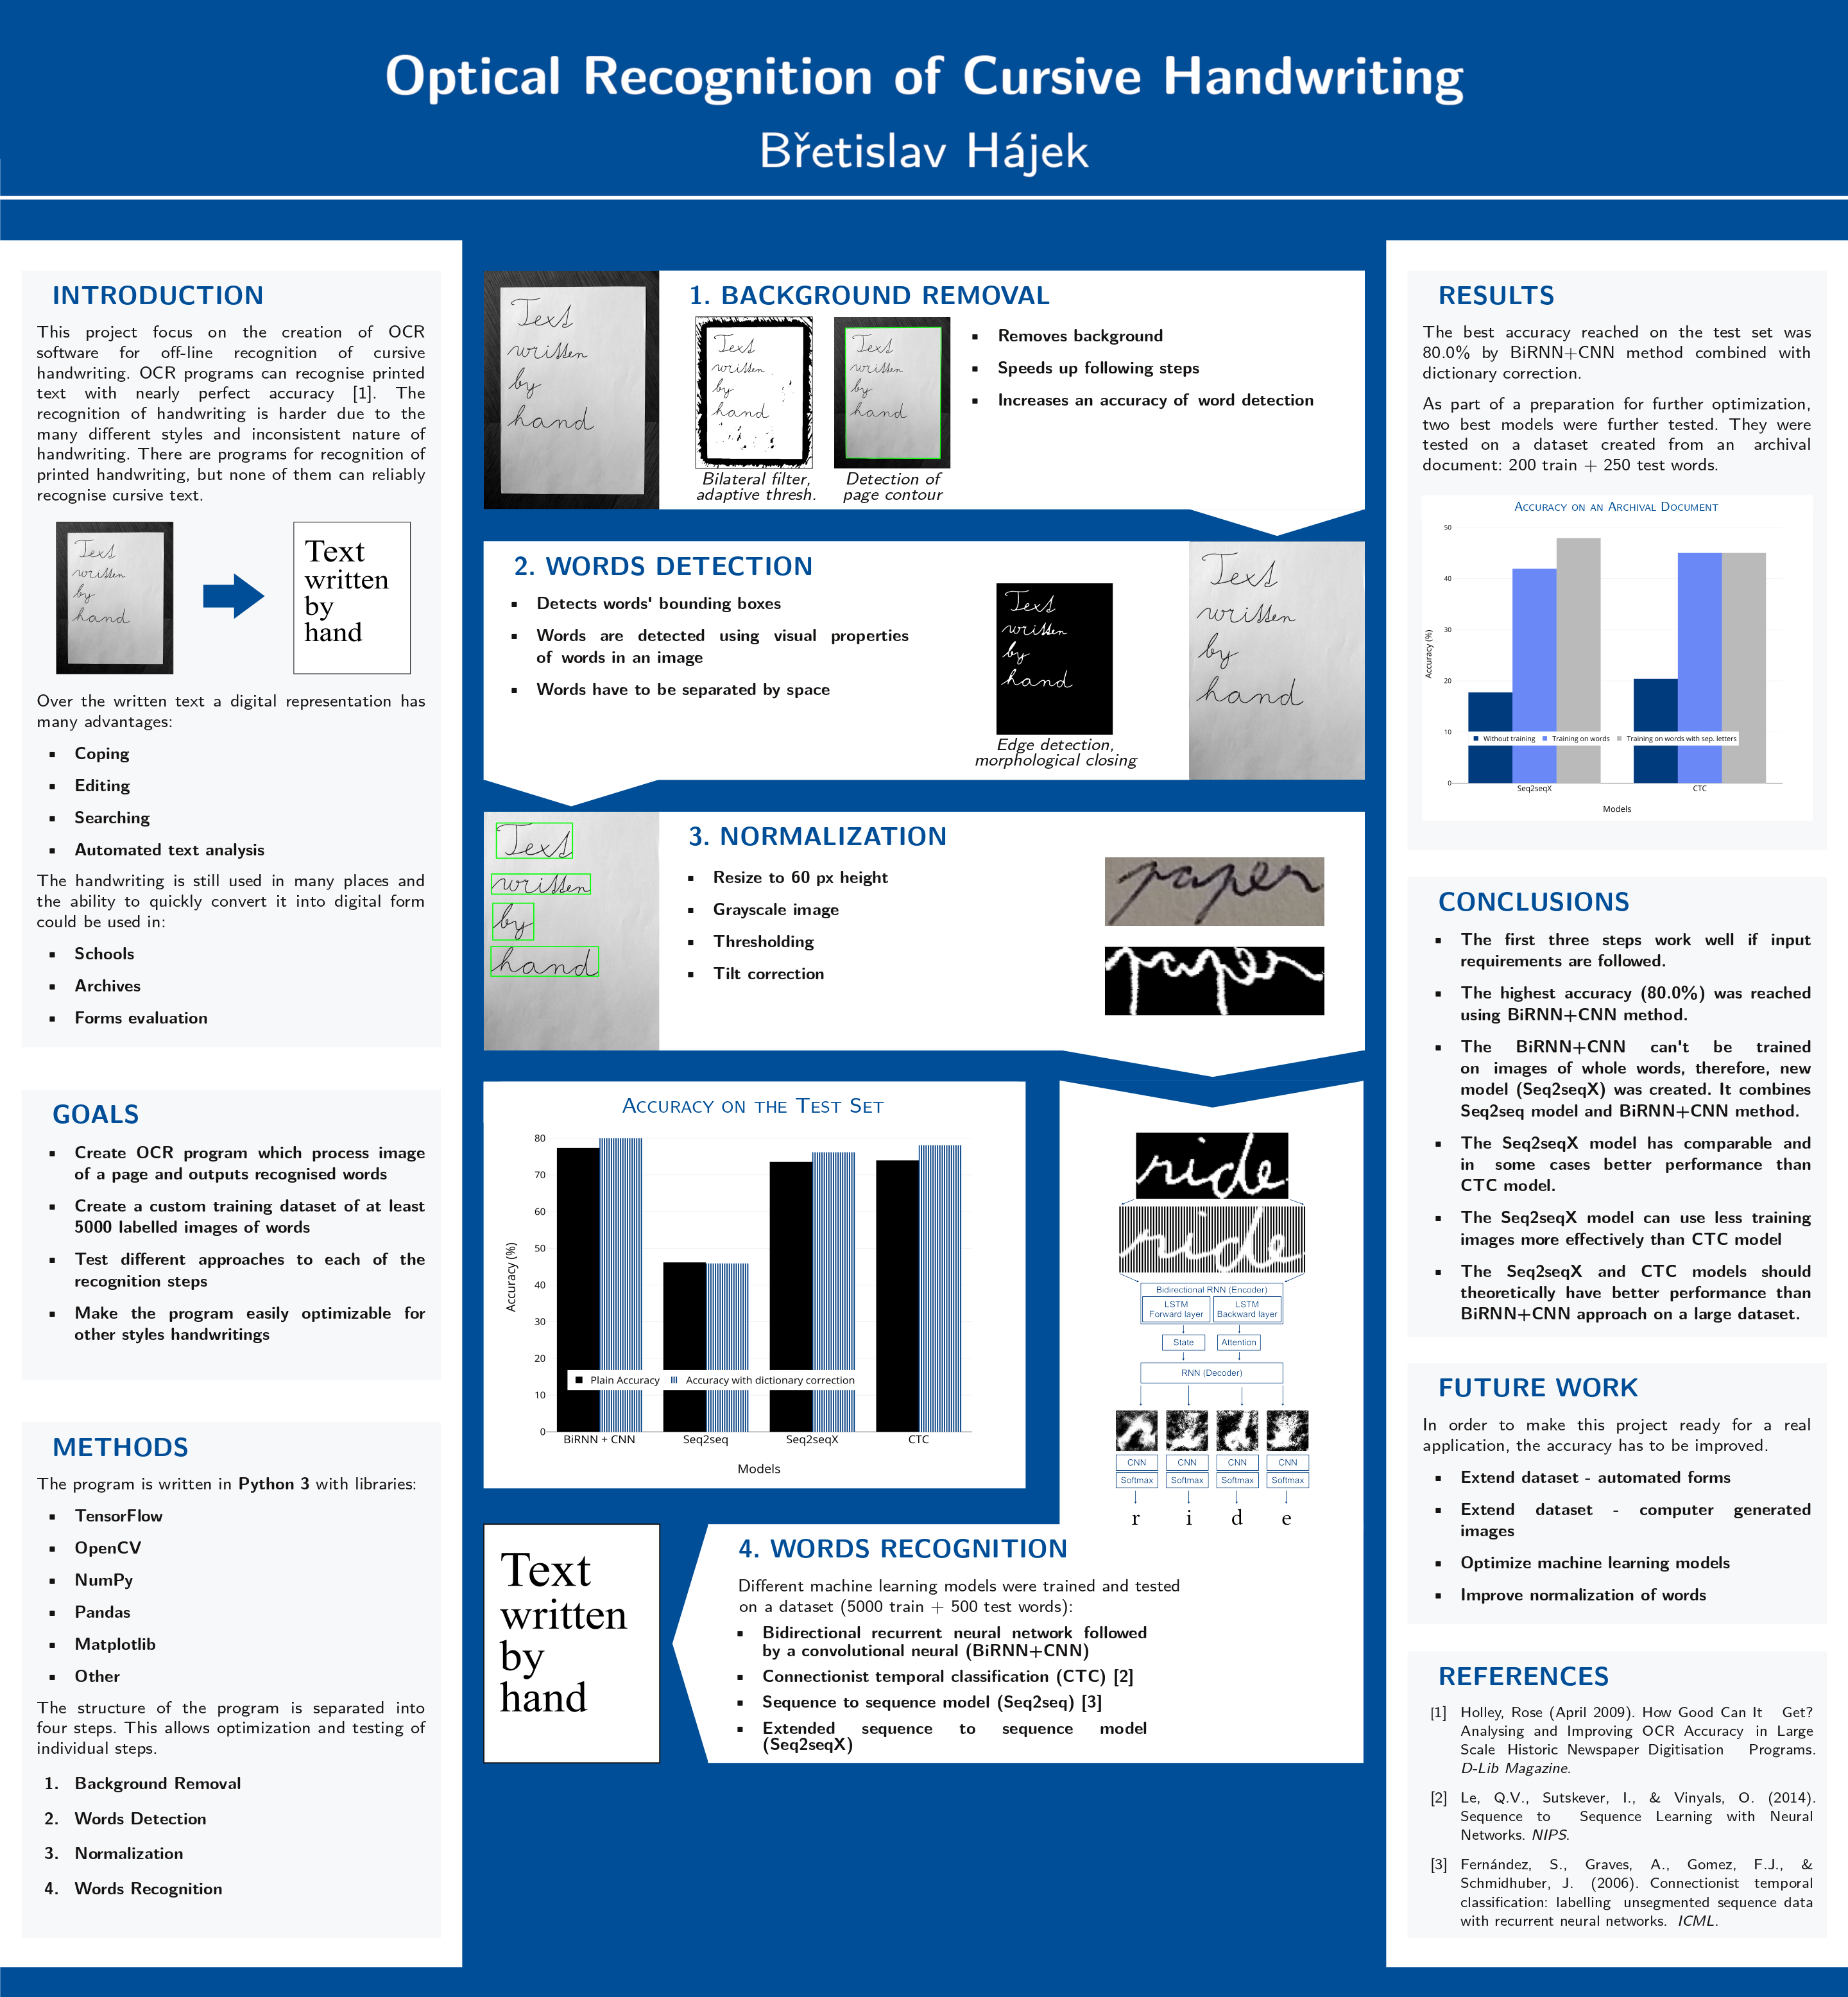 Optical Recognition of Cursive Handwriting
Břetislav Hájek
INTRODUCTION
This project focus on the creation of OCR
software for off-line recognition of cursive
handwriting. OCR programs can recognise printed
text with nearly perfect accuracy [1]. The
recognition of handwriting is harder due to the
many different styles and inconsistent nature of
handwriting. There are programs for recognition of
printed handwriting, but none of them can reliably
recognise cursive text.
Text
written
by
hand
Text
written
by
hand
Over the written text a digital representation has
many advantages:
▪ Coping
▪ Editing
▪ Searching
▪ Automated text analysis
The handwriting is still used in many places and
the ability to quickly convert it into digital form
could be used in:
▪ Schools
▪ Archives
▪ Forms evaluation
GOALS
▪ Create OCR program which process image
of a page and outputs recognised words
▪ Create a custom training dataset of at least
5000 labelled images of words
▪ Test different approaches to each of the
recognition steps
▪ Make the program easily optimizable for
other styles handwritings
METHODS
The program is written in Python 3 with libraries:
▪ TensorFlow
▪ OpenCV
▪ NumPy
▪ Pandas
▪ Matplotlib
▪ Other
The structure of the program is separated into
four steps. This allows optimization and testing of
individual steps.
1. Background Removal
2. Words Detection
3. Normalization
4. Words Recognition
Text
written
by
hand
1. BACKGROUND REMOVAL
Text
written
by
hand
Bilateral filter,
adaptive thresh.
Text
written
by
hand
Detection of
page contour
▪ Removes background
▪ Speeds up following steps
▪ Increases an accuracy of word detection
2. WORDS DETECTION
▪ Detects words' bounding boxes
▪ Words are detected using visual properties
of words in an image
▪ Words have to be separated by space
Text
written
by
hand
Edge detection,
morphological closing
Text
written
by
hand
Text
written
by
hand
3. NORMALIZATION
▪ Resize to 60 px height
▪ Grayscale image
▪ Thresholding
▪ Tilt correction
paper
paper
Accuracy on the Test Set
Accuracy (%)
80
70
60
50
40
30
20
10
0
Plain Accuracy Accuracy with dictionary correction
BiRNN + CNN Seq2seq Seq2seqX CTC
Models
ride
ride
Bidirectional RNN (Encoder)
LSTM
Forward layer
LSTM
Backward layer
State Attention
RNN (Decoder)
CNN CNN CNN CNN
Softmax Softmax Softmax Softmax
r i d e
Text
written
by
hand
4. WORDS RECOGNITION
Different machine learning models were trained and tested
on a dataset (5000 train + 500 test words):
▪ Bidirectional recurrent neural network followed
by a convolutional neural (BiRNN+CNN)
▪ Connectionist temporal classification (CTC) [2]
▪ Sequence to sequence model (Seq2seq) [3]
▪ Extended sequence to sequence model
(Seq2seqX)
RESULTS
The best accuracy reached on the test set was
80.0% by BiRNN+CNN method combined with
dictionary correction.
As part of a preparation for further optimization,
two best models were further tested. They were
tested on a dataset created from an archival
document: 200 train + 250 test words.
Accuracy on an Archival Document
Accuracy (%)
50
40
30
20
10
0
Without training Training on words Training on words with sep. letters
Seq2seqX CTC
Models
CONCLUSIONS
▪ The first three steps work well if input
requirements are followed.
▪ The highest accuracy (80.0%) was reached
using BiRNN+CNN method.
▪ The BiRNN+CNN can't be trained
on images of whole words, therefore, new
model (Seq2seqX) was created. It combines
Seq2seq model and BiRNN+CNN method.
▪ The Seq2seqX model has comparable and
in some cases better performance than
CTC model.
▪ The Seq2seqX model can use less training
images more effectively than CTC model
▪ The Seq2seqX and CTC models should
theoretically have better performance than
BiRNN+CNN approach on a large dataset.
FUTURE WORK
In order to make this project ready for a real
application, the accuracy has to be improved.
▪ Extend dataset - automated forms
▪ Extend dataset - computer generated
images
▪ Optimize machine learning models
▪ Improve normalization of words
REFERENCES
[1] Holley, Rose (April 2009). How Good Can It Get?
Analysing and Improving OCR Accuracy in Large
Scale Historic Newspaper Digitisation Programs.
D-Lib Magazine.
[2] Le, Q.V., Sutskever, I., & Vinyals, O. (2014).
Sequence to Sequence Learning with Neural
Networks. NIPS.
[3] Fernández, S., Graves, A., Gomez, F.J., &
Schmidhuber, J. (2006). Connectionist temporal
classification: labelling unsegmented sequence data
with recurrent neural networks. ICML.